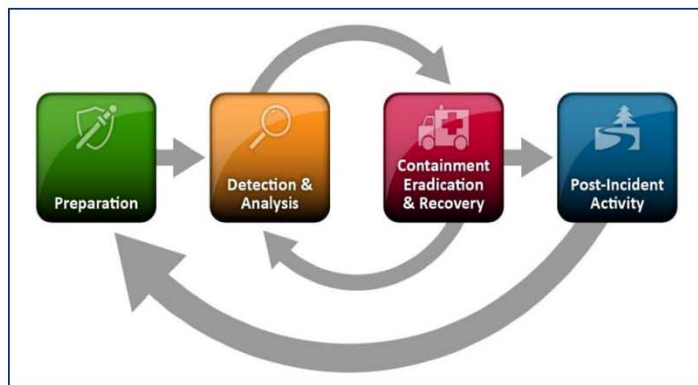 Preparation
Detection &
Analysis
Containment
Eradication
& Recovery
Post-Incident
Activity